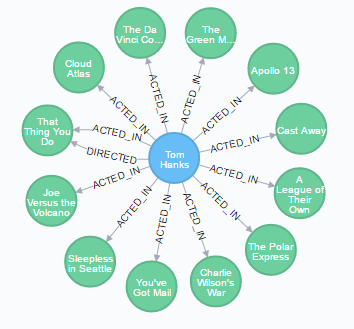 The Da
Vinci Co...
The
Green M...
Cloud
Atlas
Apollo 13
ACTED_IN
ACTED_IN
ACTED_IN
ACTED_IN
That
Thing You
Do
ACTED_IN
Cast Away
ACTED_IN
DIRECTED
Tom
Hanks
ACTED_IN
Joe
Versus the
Volcano
ACTED_IN
A
League of
Their
Own
ACTED_IN
ACTED_IN
ACTED_IN
ACTED_IN
Sleepless
in Seattle
The Polar
Express
You've
Got Mail
Charlie
Wilson's
War